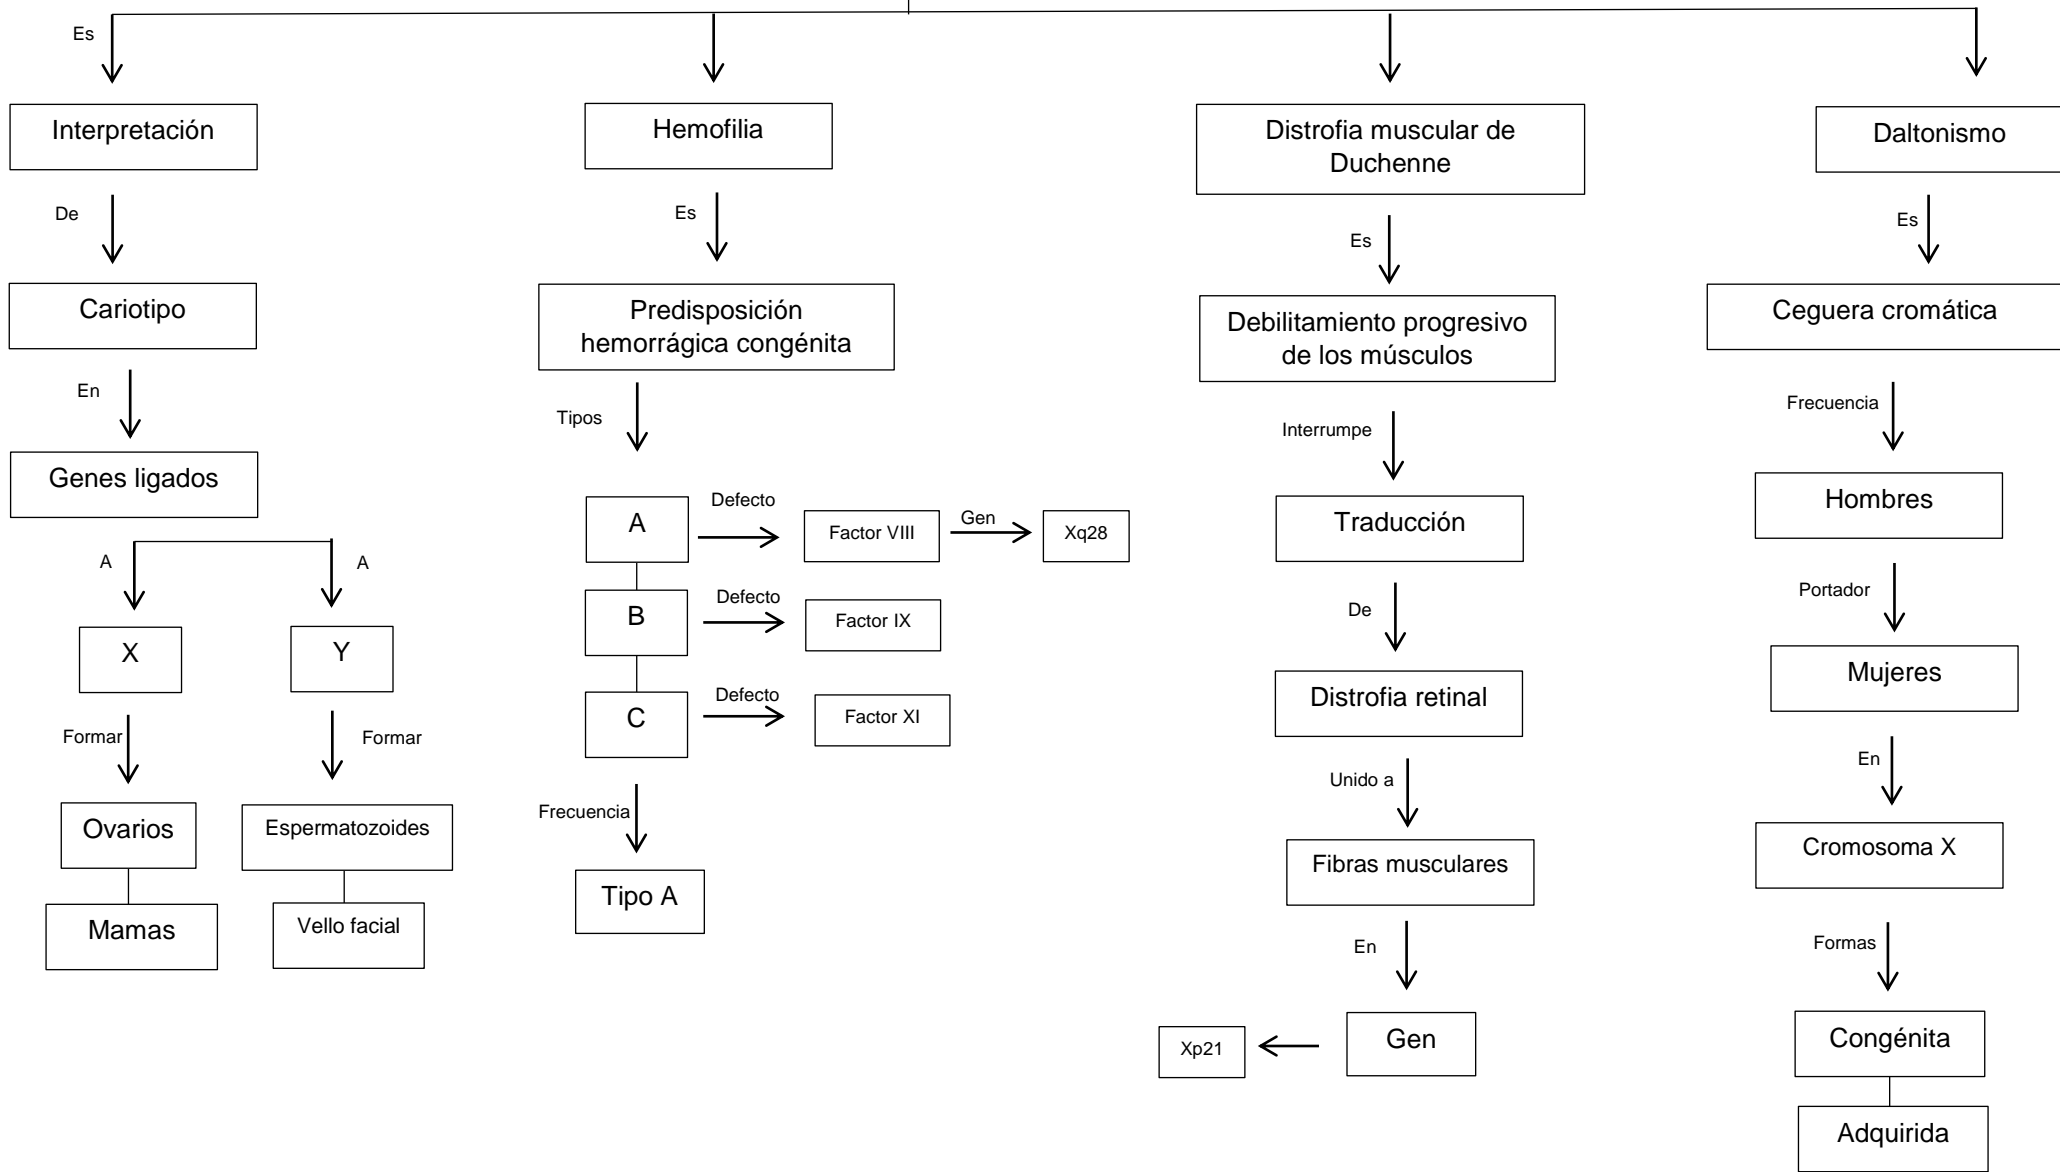 Es
Interpretación
De
Cariotipo
En
Genes ligados
A
A
X
Y
Formar
Formar
Ovarios
Espermatozoides
Mamas
Vello facial
Hemofilia
Es
Predisposición
hemorrágica congénita
Tipos
A
Defecto
Factor VIII
Gen
Xq28
B
Defecto
Factor IX
C
Defecto
Factor XI
Frecuencia
Tipo A
Distrofia muscular de
Duchenne
Es
Debilitamiento progresivo
de los músculos
Interrumpe
Traducción
De
Distrofia retinal
Unido a
Fibras musculares
En
Gen
Xp21
Daltonismo
Es
Ceguera cromática
Frecuencia
Hombres
Portador
Mujeres
En
Cromosoma X
Formas
Congénita
Adquirida